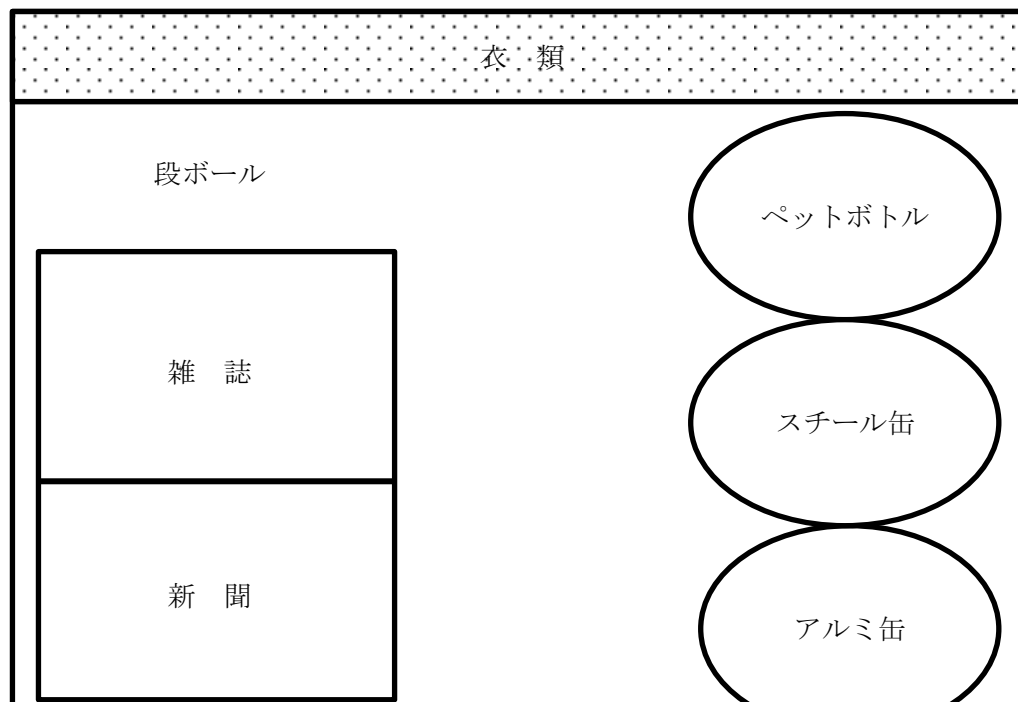 衣　類
段ボール
ペットボトル
雑　誌
スチール缶
新　聞
アルミ缶